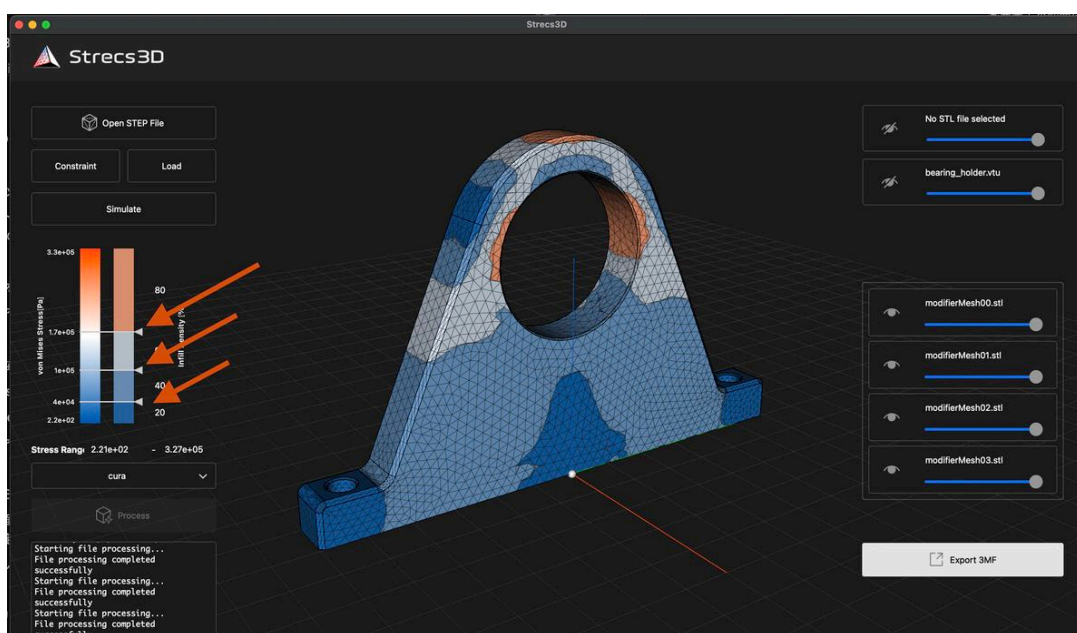 Strecs3D
Strecs3D
Open STEP File
Constraint
Load
Simulate
3.3e+05
1.7e+05
1e+05
4e+04
2.2e+02
von Mises Stress[Pa]
80
40
20
Stress Rang
2.21e+02
-
3.27e+05
cura
Process
Starting file processing...
File processing completed
successfully
Starting file processing...
File processing completed
successfully
Starting file processing...
File processing completed
No STL file selected
bearing_holder.vtu
modifierMesh00.stl
modifierMesh01.stl
modifierMesh02.stl
modifierMesh03.stl
Export 3MF